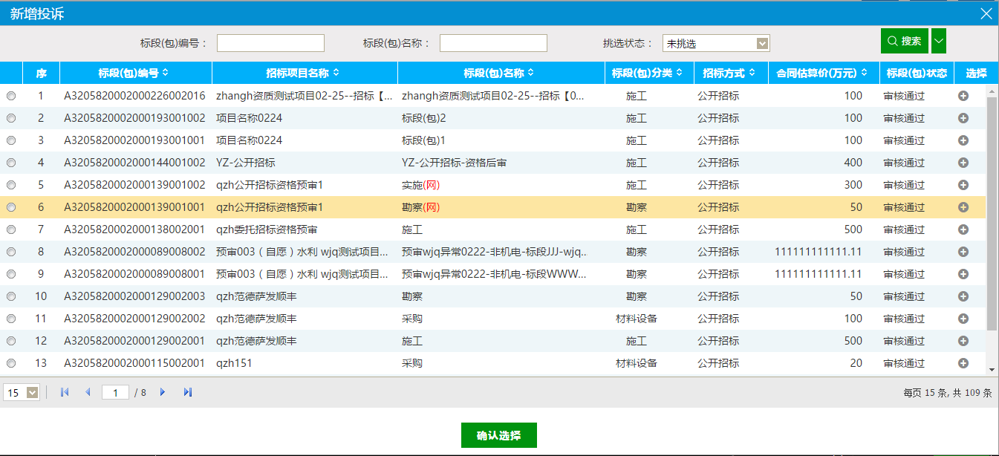 新增投诉
标段(包)编号： 标段(包)名称： 挑选状态： 未挑选 搜索
序 标段(包)编号 招标项目名称 标段(包)名称 标段(包)分类 招标方式 合同估算价(万元) 标段(包)状态 选择
1 A3205820002000226002016 zhangh资质测试项目02-25--招标【... zhangh资质测试项目02-25--招标【0... 施工 公开招标 100 审核通过
2 A3205820002000193001002 项目名称0224 标段(包)2 施工 公开招标 100 审核通过
3 A3205820002000193001001 项目名称0224 标段(包)1 施工 公开招标 100 审核通过
4 A3205820002000144001002 YZ-公开招标 YZ-公开招标-资格后审 施工 公开招标 400 审核通过
5 A3205820002000139001002 qzh公开招标资格预审1 实施(网) 施工 公开招标 300 审核通过
6 A3205820002000139001001 qzh公开招标资格预审1 勘察(网) 勘察 公开招标 50 审核通过
7 A3205820002000138002001 qzh委托招标资格预审 施工 施工 公开招标 500 审核通过
8 A3205820002000089008002 预审003（自愿）水利 wjq测试项目... 预审wjq异常0222-非机电-标段JJJ-wjq... 勘察 公开招标 111111111111.11 审核通过
9 A3205820002000089008001 预审003（自愿）水利 wjq测试项目... 预审wjq异常0222-非机电-标段WWW... 勘察 公开招标 111111111111.11 审核通过
10 A3205820002000129002003 qzh范德萨发顺丰 勘察 勘察 公开招标 50 审核通过
11 A3205820002000129002002 qzh范德萨发顺丰 采购 材料设备 公开招标 100 审核通过
12 A3205820002000129002001 qzh范德萨发顺丰 施工 施工 公开招标 500 审核通过
13 A3205820002000115002001 qzh151 采购 材料设备 公开招标 20 审核通过
15 1 / 8 每页 15 条, 共 109 条
确认选择